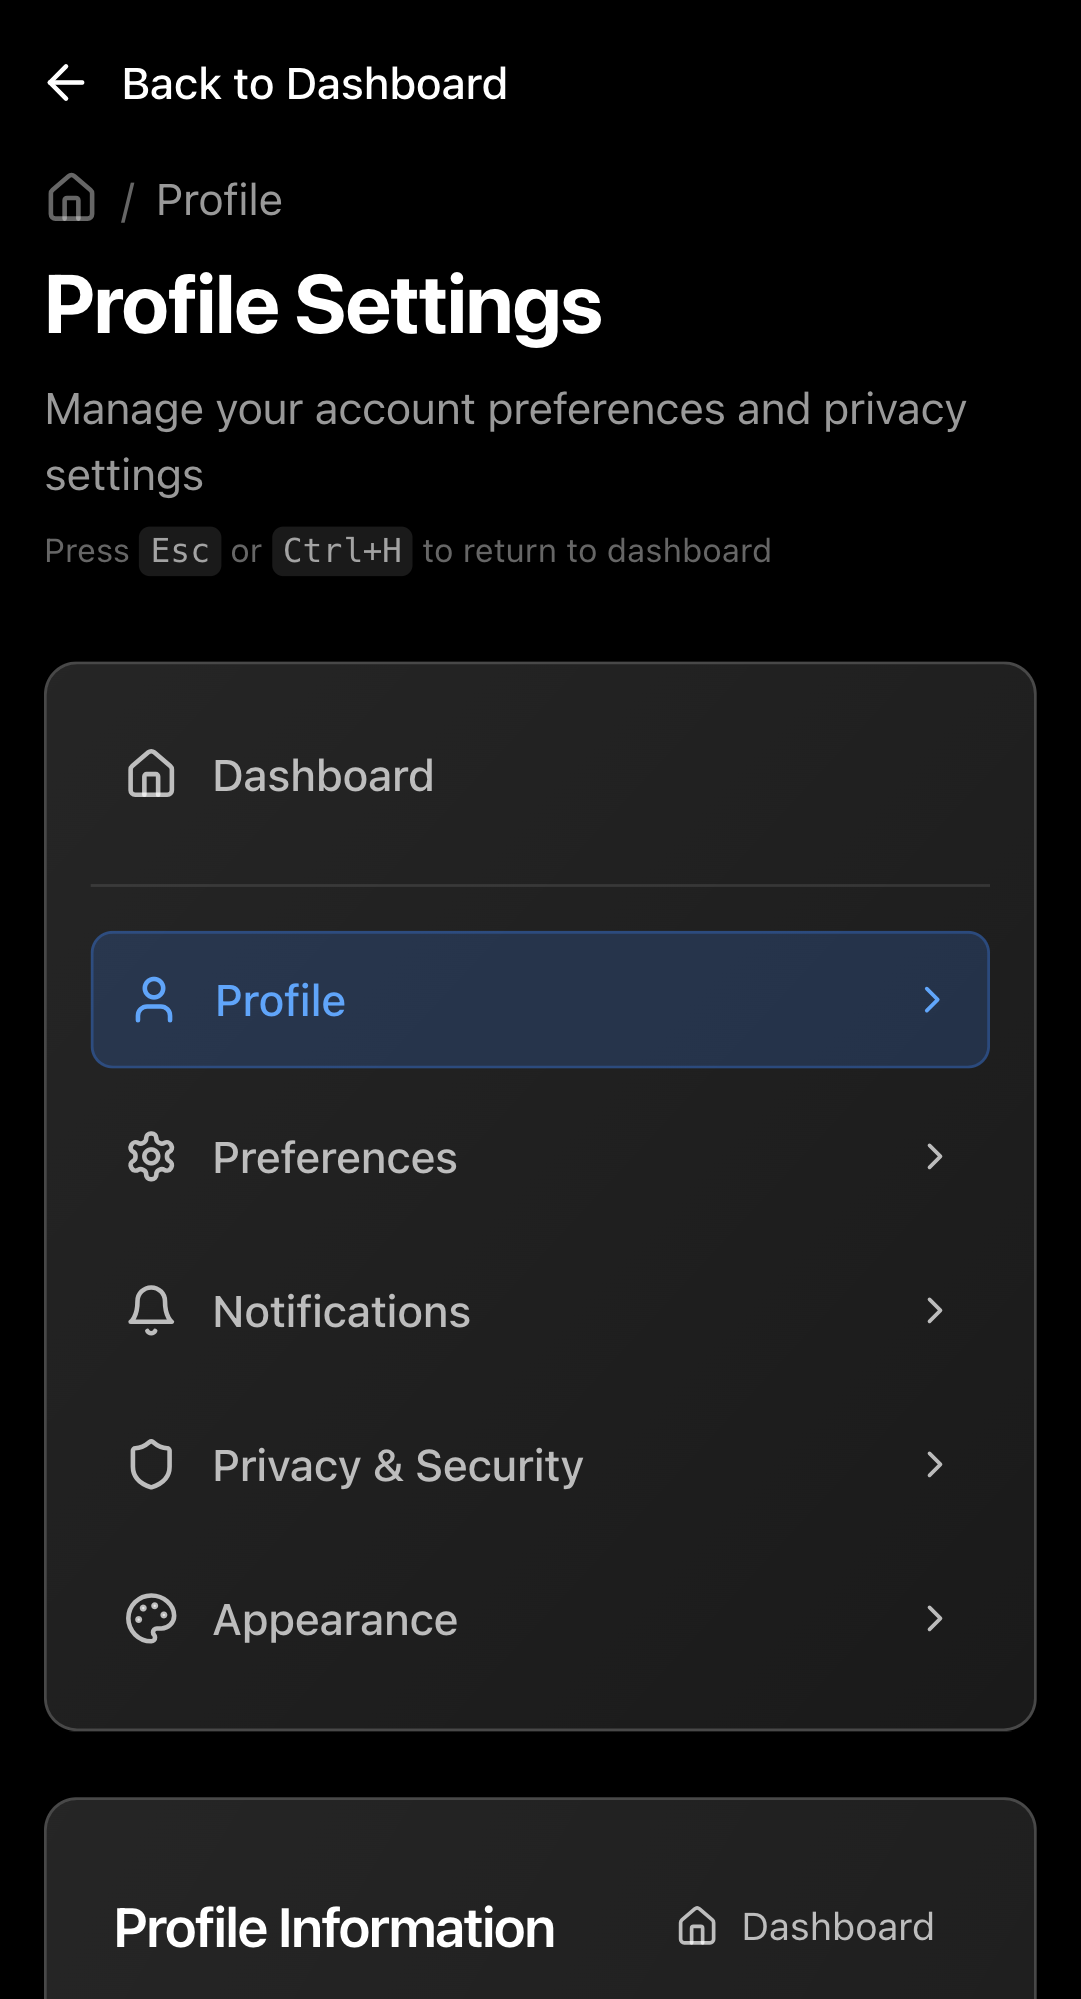 Back to Dashboard
/ Profile
Profile Settings
Manage your account preferences and privacy
settings
Press Esc or Ctrl+H to return to dashboard
Dashboard
Profile
Preferences
Notifications
Privacy & Security
Appearance
Profile Information Dashboard